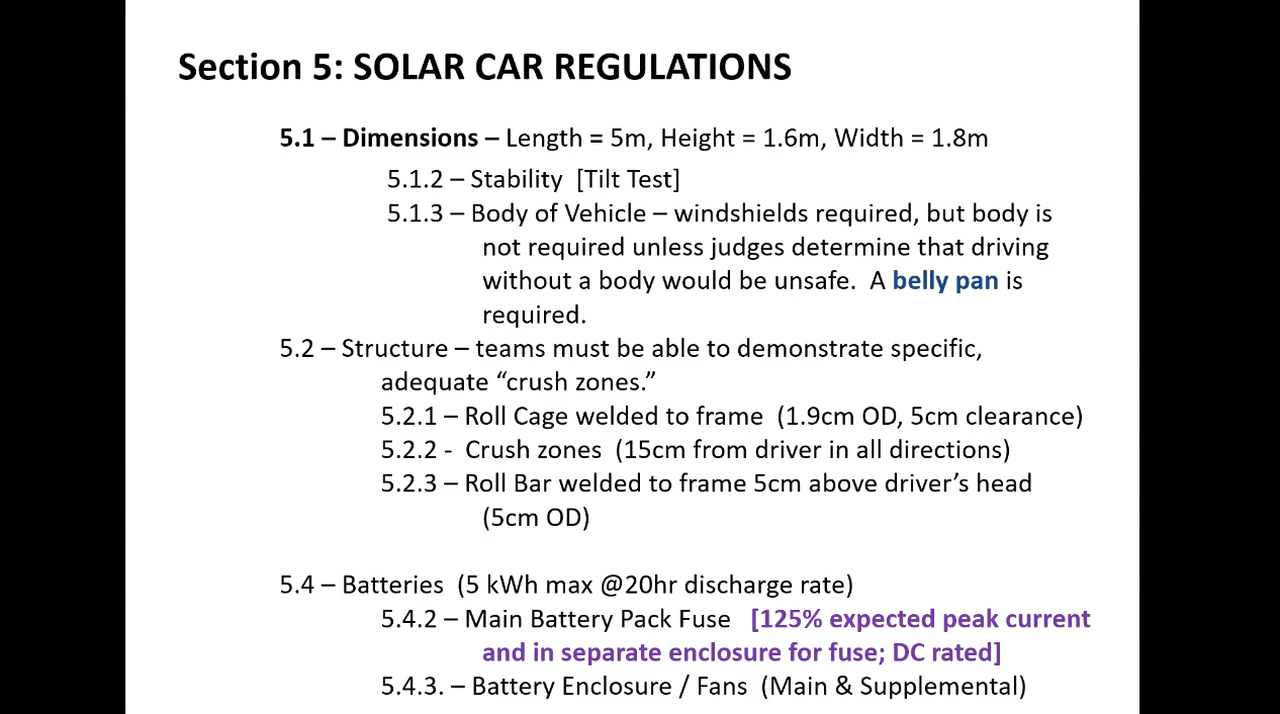 Section 5: SOLAR CAR REGULATIONS
5.1 – Dimensions – Length = 5m, Height = 1.6m, Width = 1.8m
5.1.2 – Stability [Tilt Test]
5.1.3 – Body of Vehicle – windshields required, but body is
not required unless judges determine that driving
without a body would be unsafe. A belly pan is
required.
5.2 – Structure – teams must be able to demonstrate specific,
adequate “crush zones.”
5.2.1 – Roll Cage welded to frame (1.9cm OD, 5cm clearance)
5.2.2 - Crush zones (15cm from driver in all directions)
5.2.3 – Roll Bar welded to frame 5cm above driver’s head
(5cm OD)
5.4 – Batteries (5 kWh max @20hr discharge rate)
5.4.2 – Main Battery Pack Fuse [125% expected peak current
and in separate enclosure for fuse; DC rated]
5.4.3. – Battery Enclosure / Fans (Main & Supplemental)